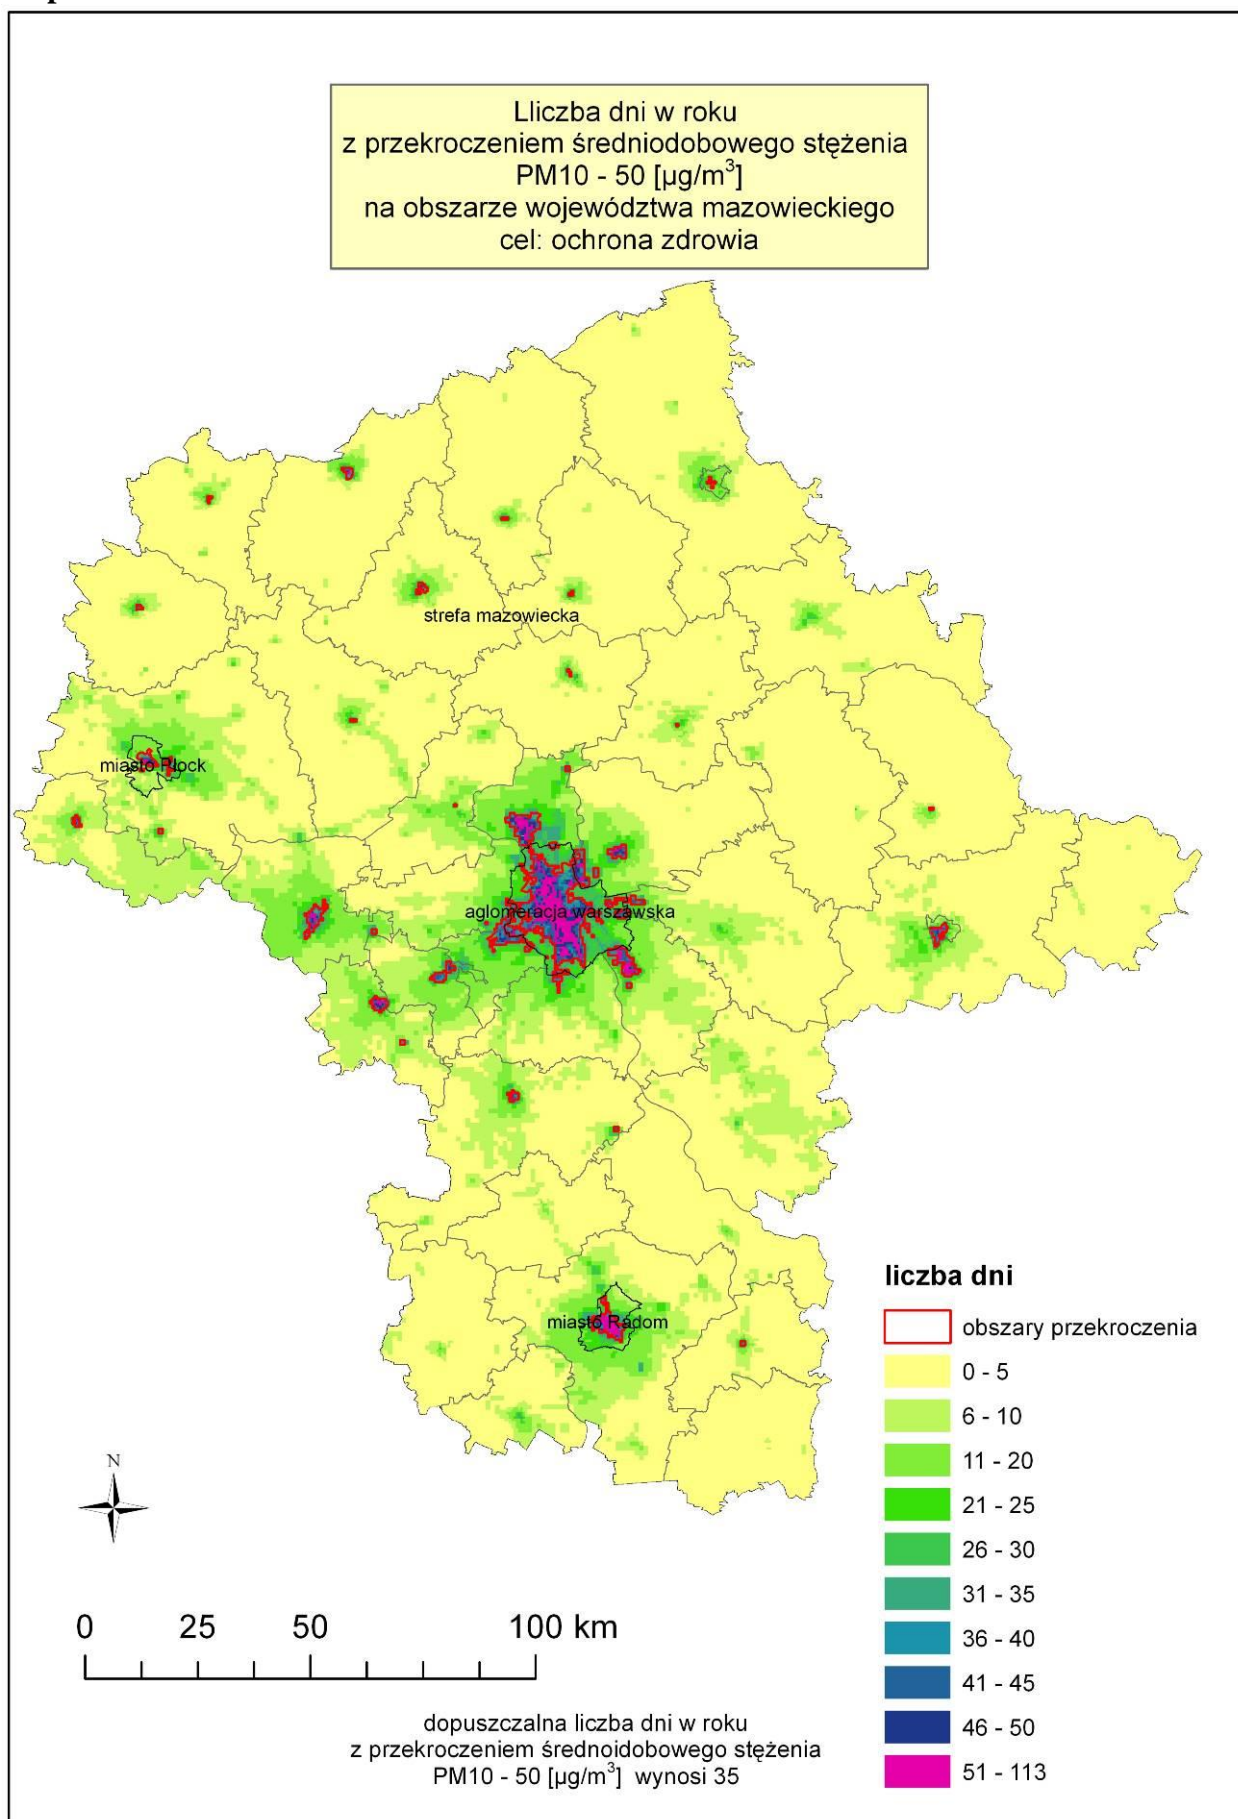 Lliczba dni w roku
z przekroczeniem średniodobowego stężenia
PM10 - 50 [µg/m³]
na obszarze województwa mazowieckiego
cel: ochrona zdrowia
strefa mazowiecka
miasto Płock
aglomeracja warszawska
miasto Radom
liczba dni
obszary przekroczenia
0 - 5
6 - 10
11 - 20
21 - 25
26 - 30
31 - 35
36 - 40
41 - 45
46 - 50
51 - 113
N
0 25 50 100 km
dopuszczalna liczba dni w roku
z przekroczeniem średnoidobowego stężenia
PM10 - 50 [µg/m³] wynosi 35